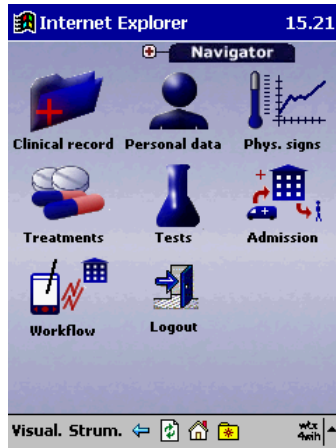 Internet Explorer 15.21
Navigator
Clinical record Personal data Phys. signs
Treatments Tests Admission
Workflow Logout
Visual. Strum.